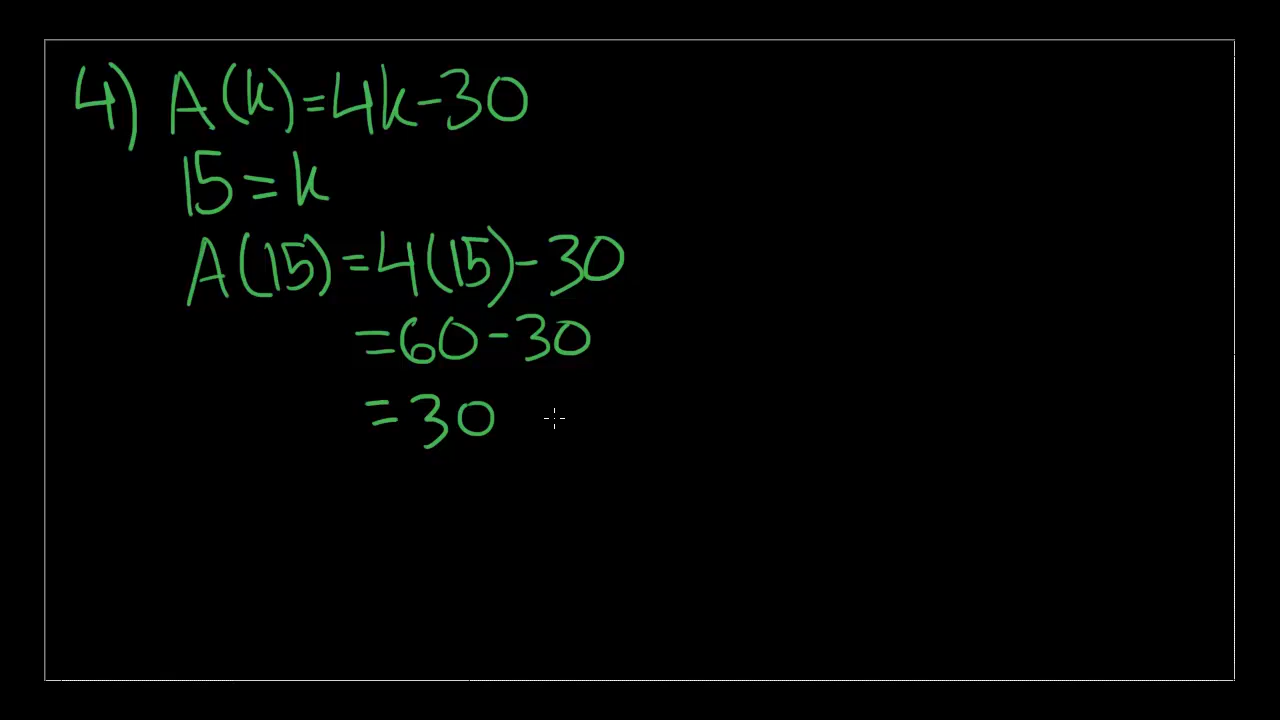 4) A(k)=4k-30
15=k
A(15)=4(15)-30
=60-30
=30